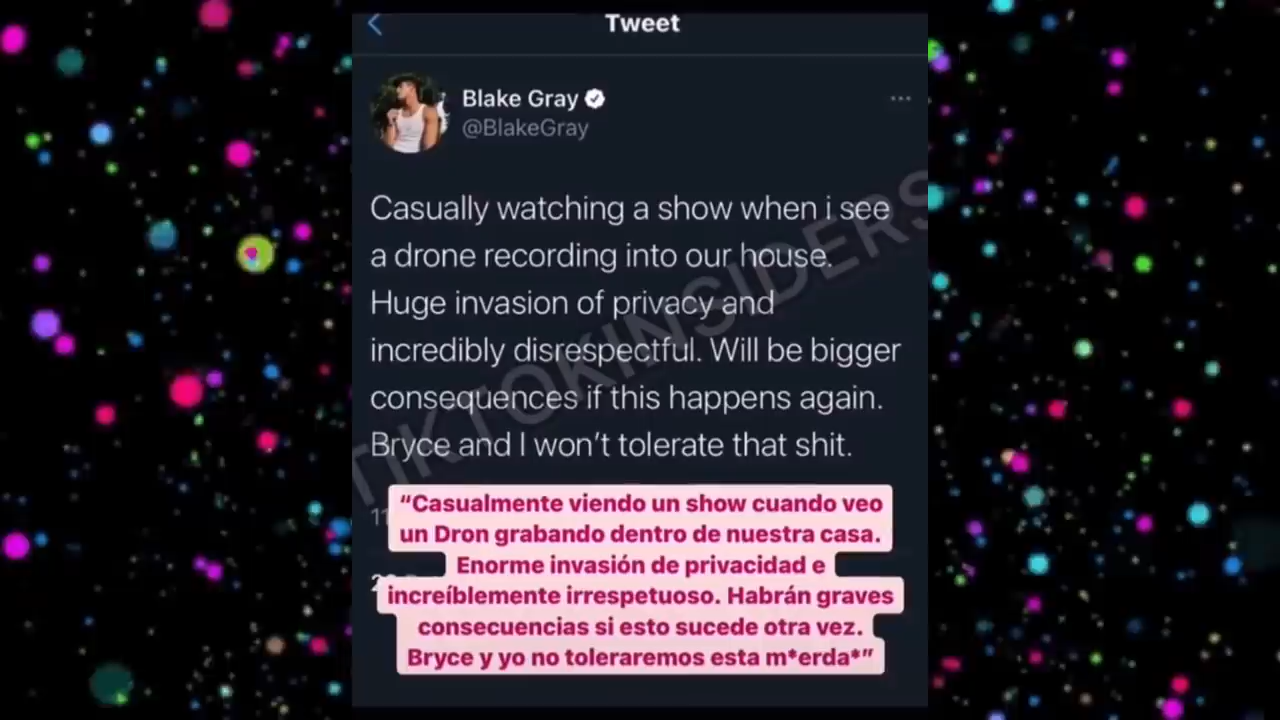 Tweet
Blake Gray
@BlakeGray
Casually watching a show when i see
a drone recording into our house.
Huge invasion of privacy and
incredibly disrespectful. Will be bigger
consequences if this happens again.
Bryce and I won't tolerate that shit.
TIKTOKINSIDERS
“Casualmente viendo un show cuando veo
un Dron grabando dentro de nuestra casa.
Enorme invasión de privacidad e
increíblemente irrespetuoso. Habrán graves
consecuencias si esto sucede otra vez.
Bryce y yo no toleraremos esta m*erda*”